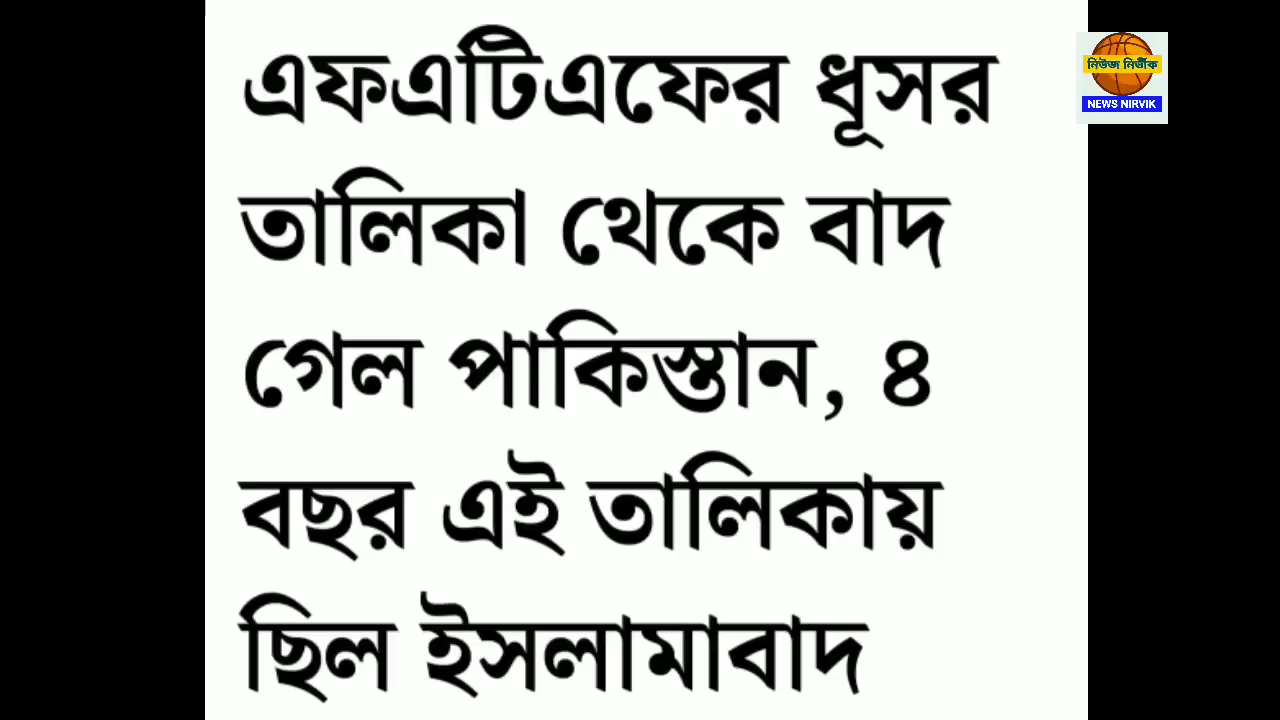 এফএটিএফের ধূসর
তালিকা থেকে বাদ
গেল পাকিস্তান, ৪
বছর এই তালিকায়
ছিল ইসলামাবাদ
নিউজ নির্ভীক
NEWS NIRVIK